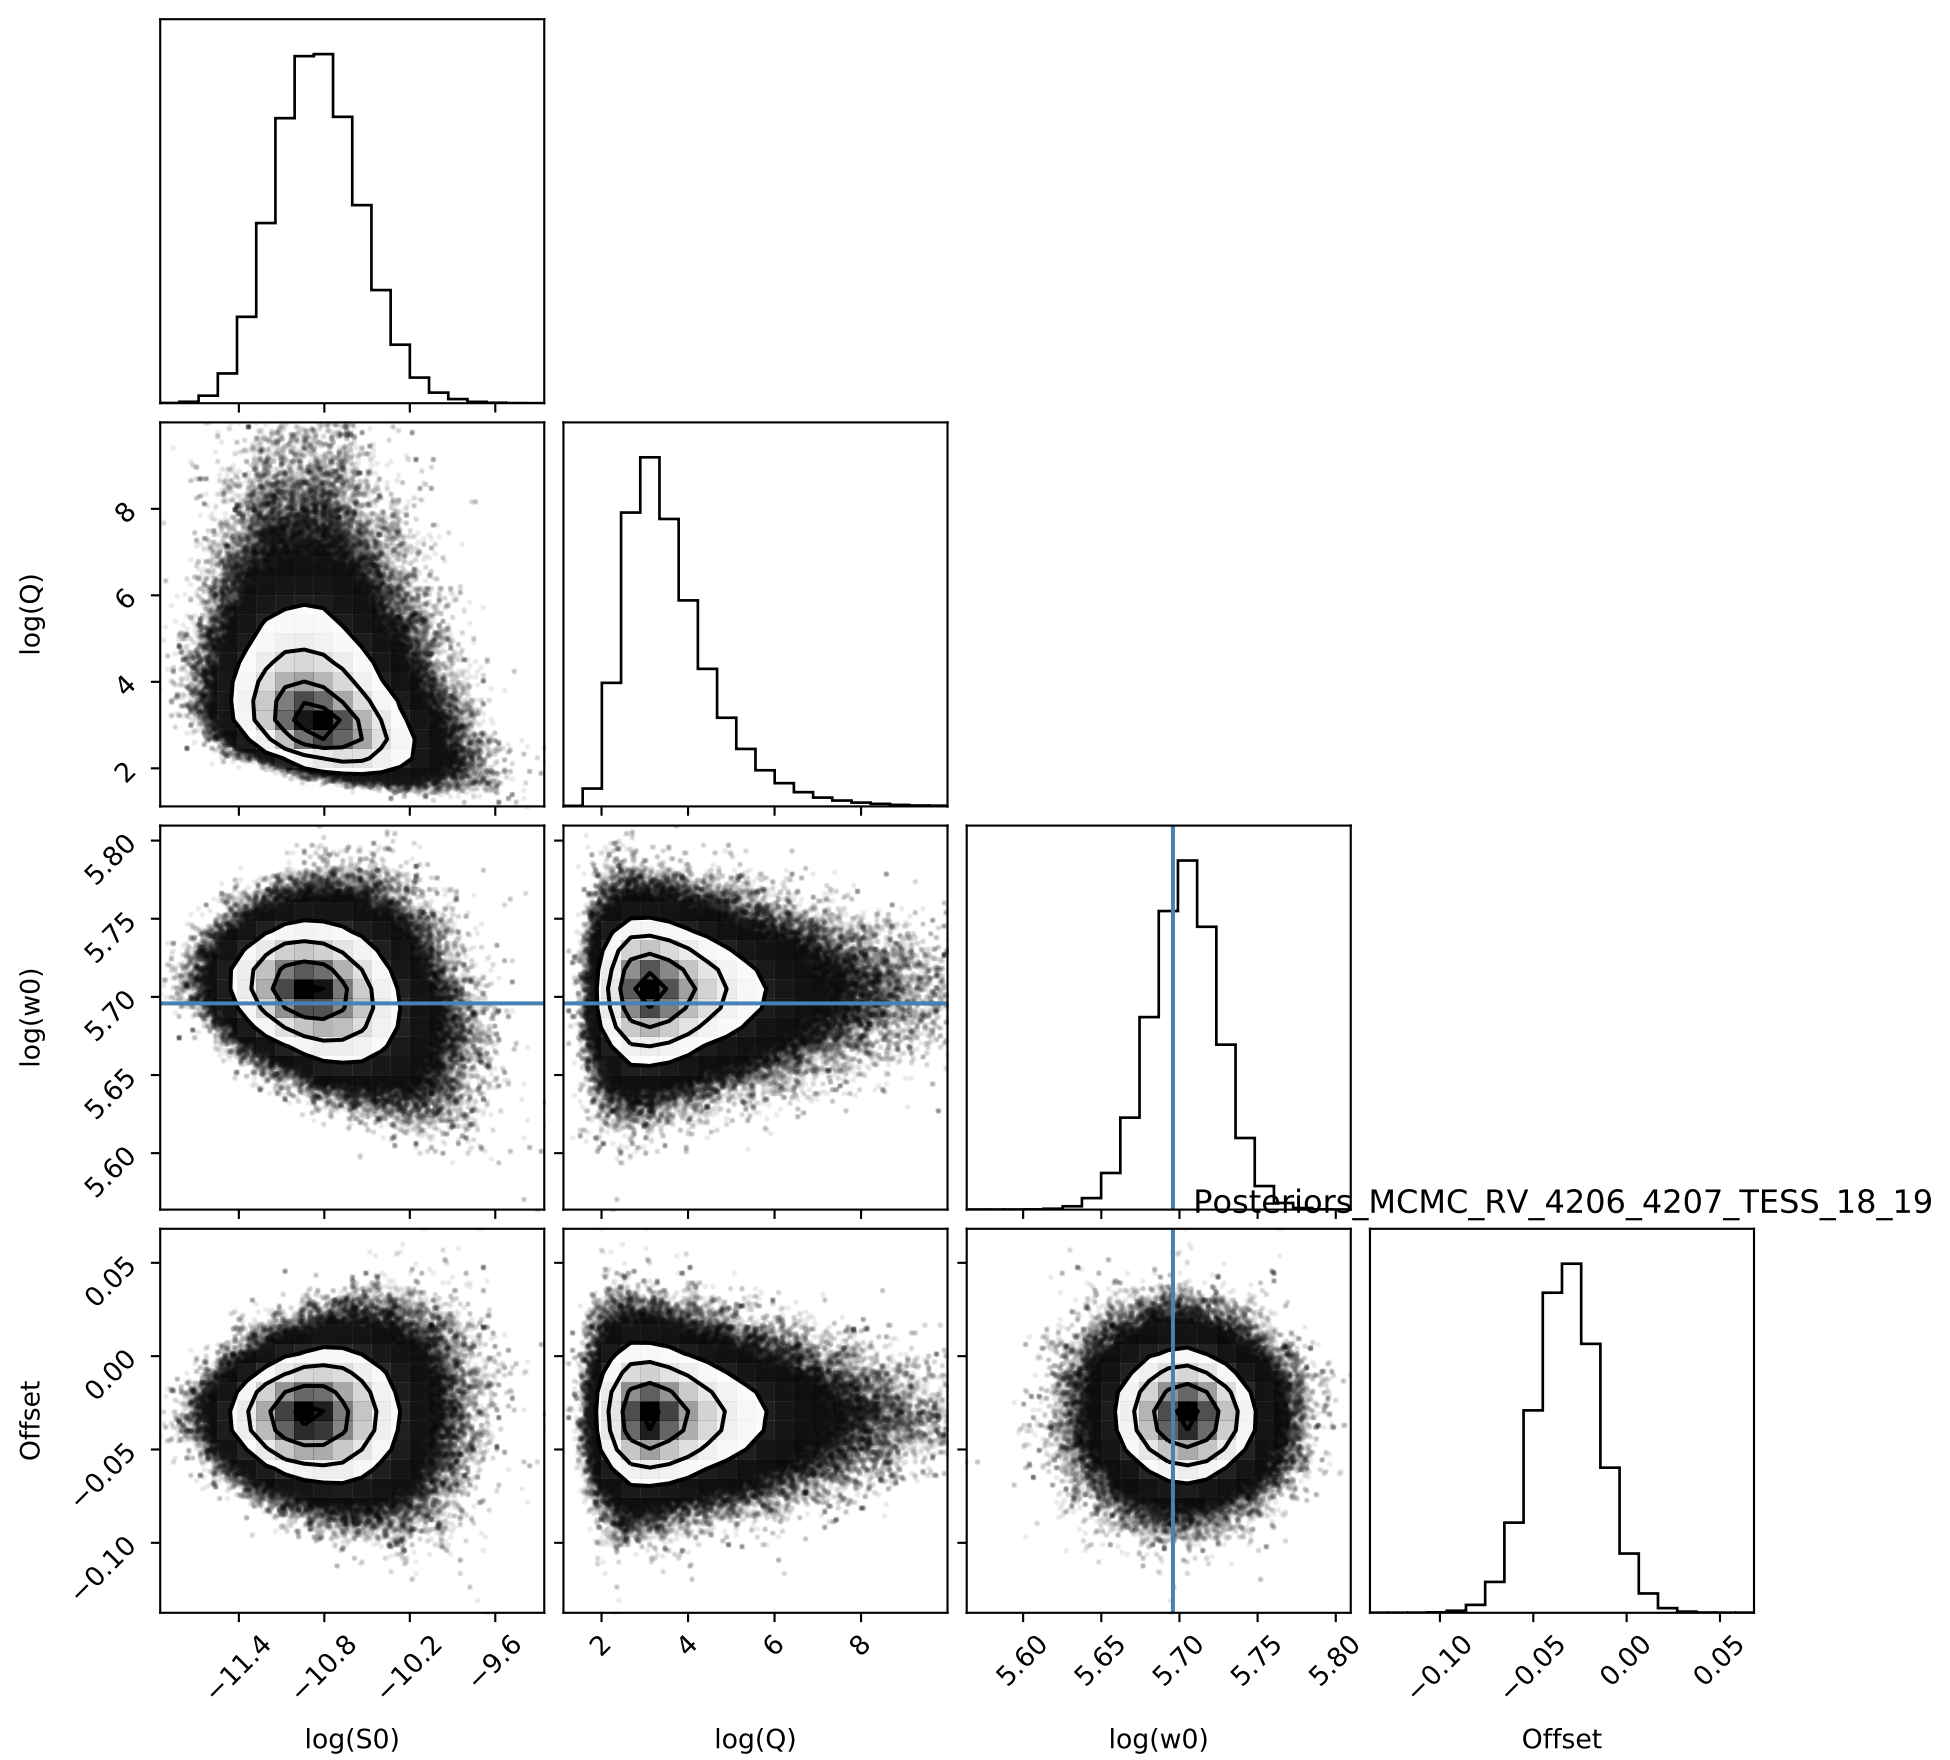 log(Q)
8
6
4
2
log(w0)
5.80
5.75
5.70
5.65
5.60
Posteriors_MCMC_RV_4206_4207_TESS_18_19
Offset
0.05
0.00
−0.05
−0.10
−11.4 −10.8 −10.2 −9.6 2 4 6 8 5.60 5.65 5.70 5.75 5.80 −0.10 −0.05 0.00 0.05
log(S0) log(Q) log(w0) Offset